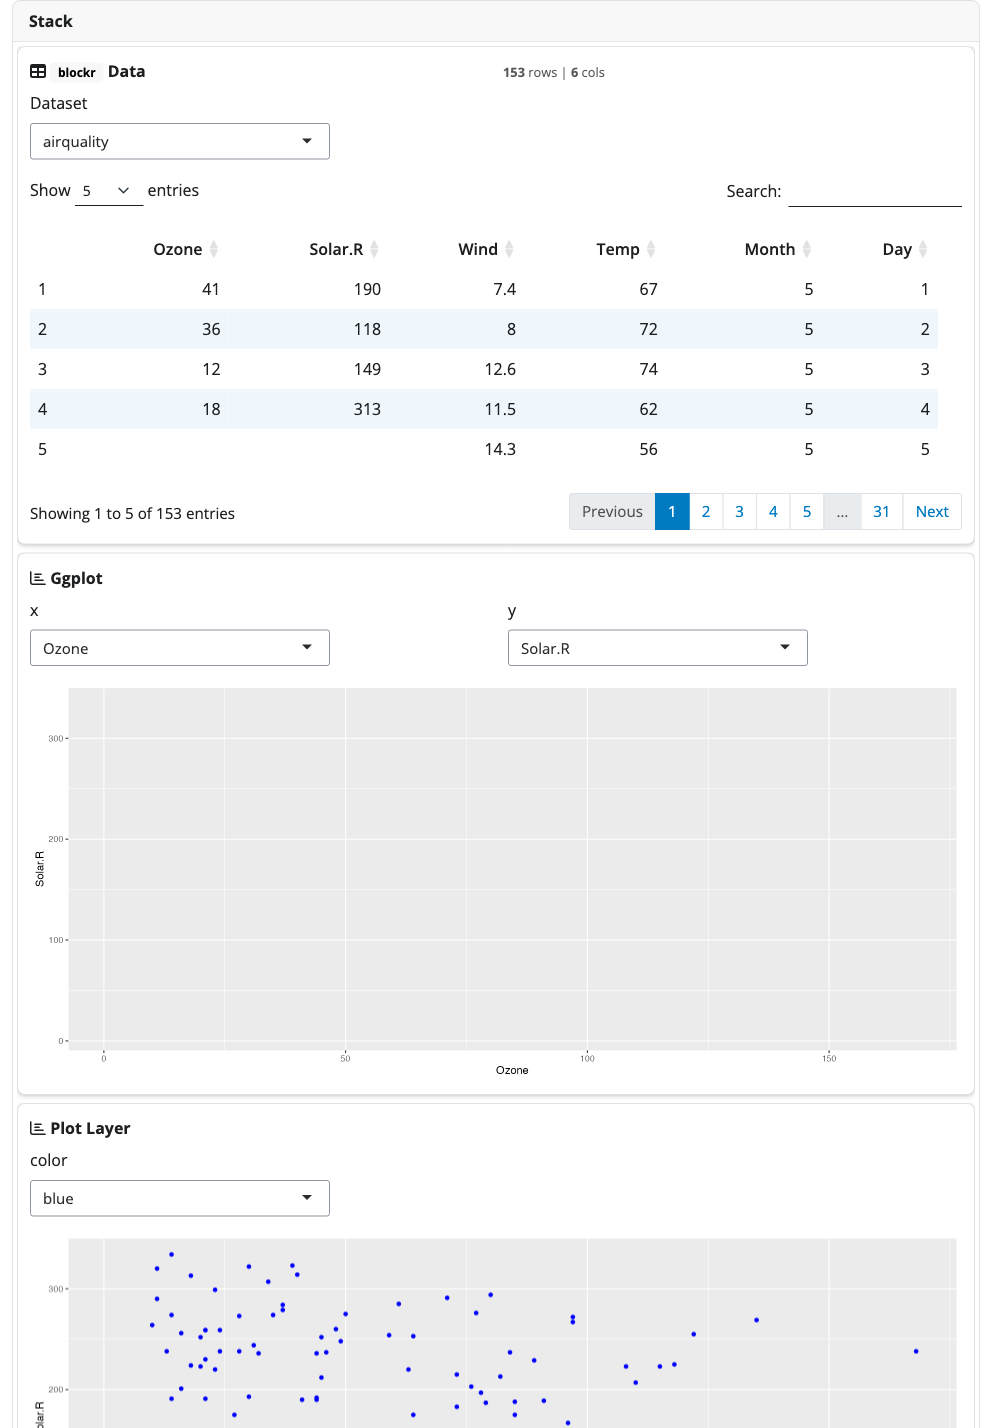 Stack
blockr Data 153 rows | 6 cols
Dataset
airquality
Show 5 entries Search:
Ozone Solar.R Wind Temp Month Day
1 41 190 7.4 67 5 1
2 36 118 8 72 5 2
3 12 149 12.6 74 5 3
4 18 313 11.5 62 5 4
5 14.3 56 5 5
Showing 1 to 5 of 153 entries Previous 1 2 3 4 5 ... 31 Next
Ggplot
x y
Ozone Solar.R
300
200
Solar.R
100
0
0 50 100 150
Ozone
Plot Layer
color
blue
300
200
olar.R